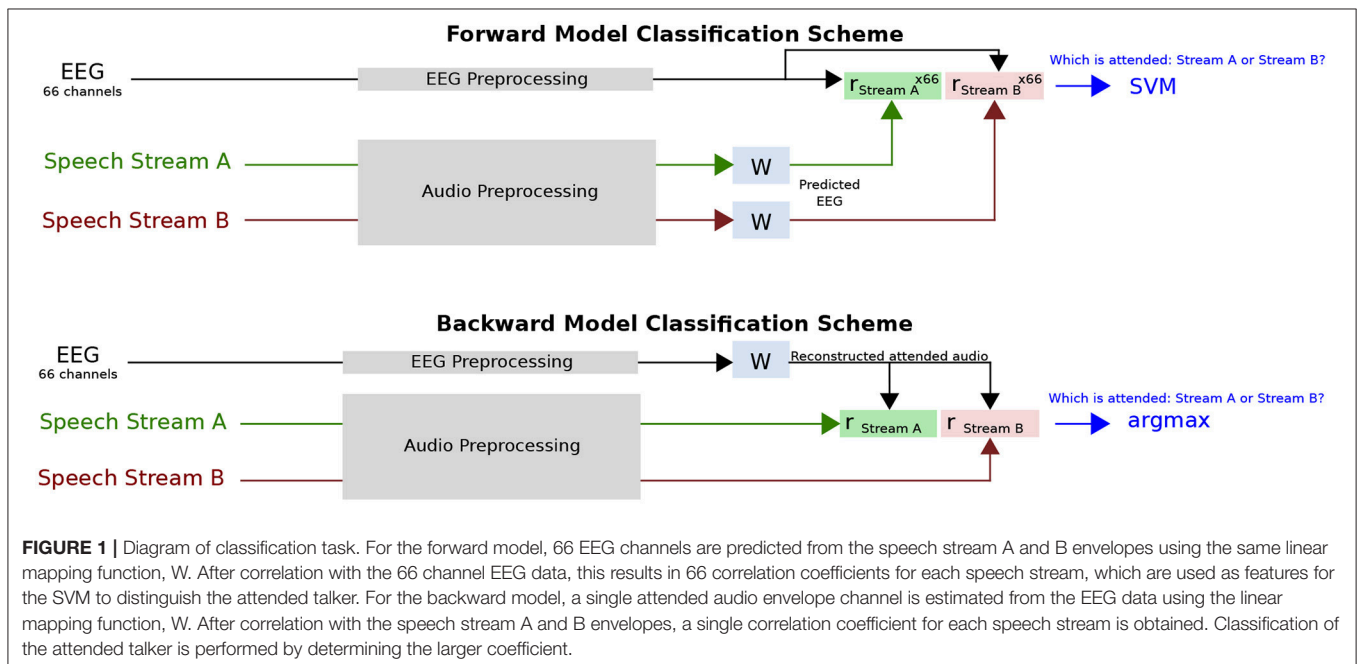 Forward Model Classification Scheme
EEG
66 channels
EEG Preprocessing
r Stream A x66
r Stream B x66
Which is attended: Stream A or Stream B?
SVM
Speech Stream A
Audio Preprocessing
W
Predicted
EEG
Speech Stream B
W
Backward Model Classification Scheme
EEG
66 channels
EEG Preprocessing
W
Reconstructed attended audio
Speech Stream A
Audio Preprocessing
r Stream A
r Stream B
Which is attended: Stream A or Stream B?
argmax
Speech Stream B
FIGURE 1 | Diagram of classification task. For the forward model, 66 EEG channels are predicted from the speech stream A and B envelopes using the same linear
mapping function, W. After correlation with the 66 channel EEG data, this results in 66 correlation coefficients for each speech stream, which are used as features for
the SVM to distinguish the attended talker. For the backward model, a single attended audio envelope channel is estimated from the EEG data using the linear
mapping function, W. After correlation with the speech stream A and B envelopes, a single correlation coefficient for each speech stream is obtained. Classification of
the attended talker is performed by determining the larger coefficient.